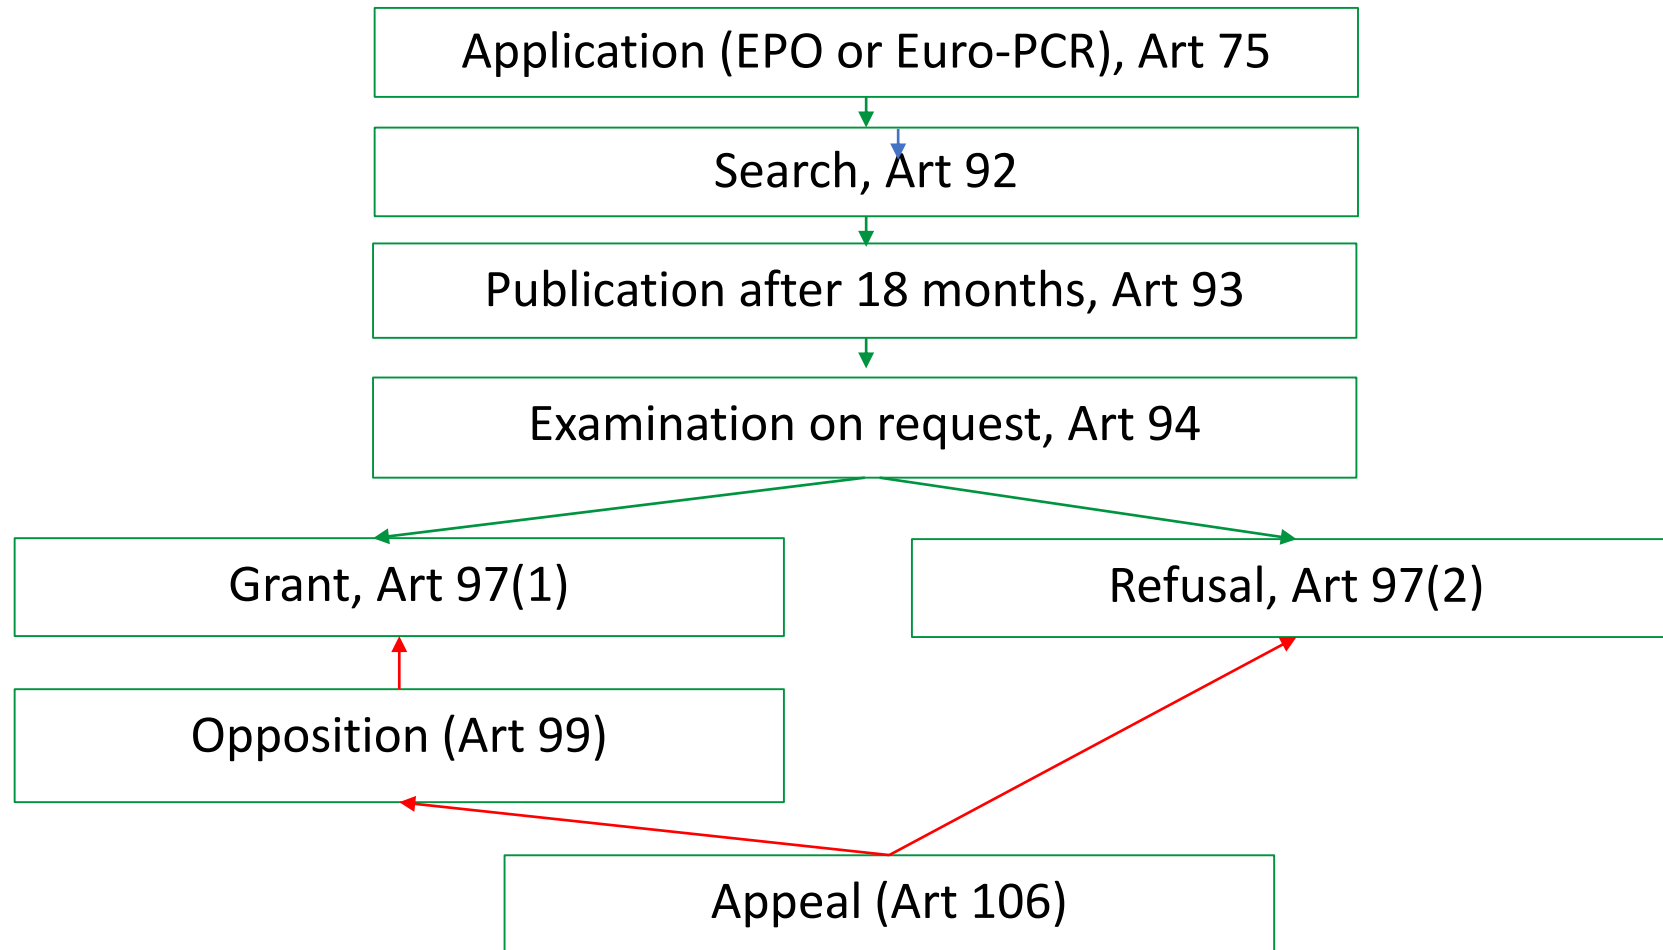 Application (EPO or Euro-PCR), Art 75
Search, Art 92
Publication after 18 months, Art 93
Examination on request, Art 94
Grant, Art 97(1)
Refusal, Art 97(2)
Opposition (Art 99)
Appeal (Art 106)